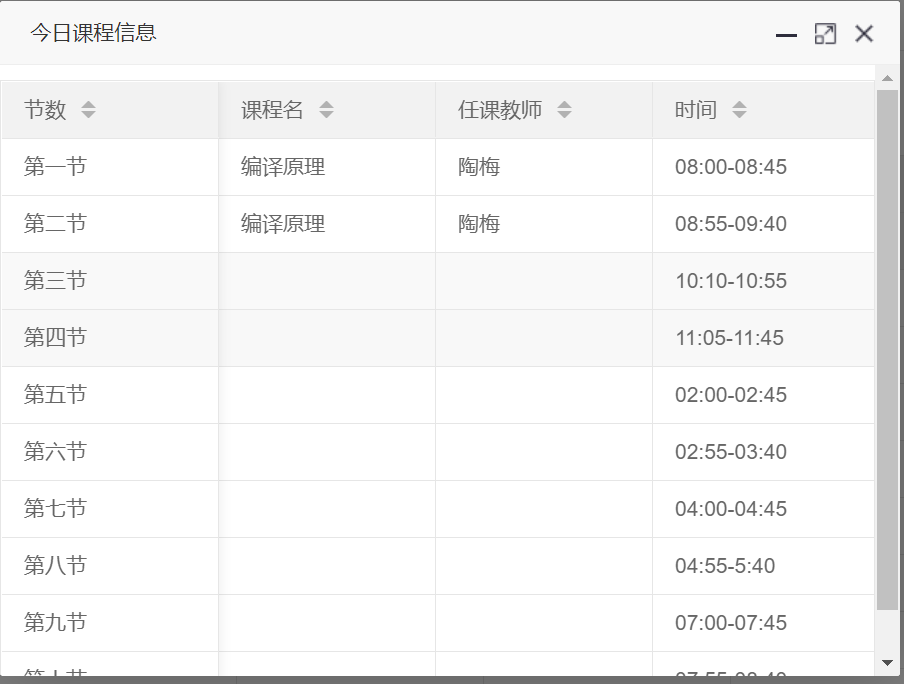 今日课程信息
节数 课程名 任课教师 时间
第一节 编译原理 陶梅 08:00-08:45
第二节 编译原理 陶梅 08:55-09:40
第三节 10:10-10:55
第四节 11:05-11:45
第五节 02:00-02:45
第六节 02:55-03:40
第七节 04:00-04:45
第八节 04:55-5:40
第九节 07:00-07:45